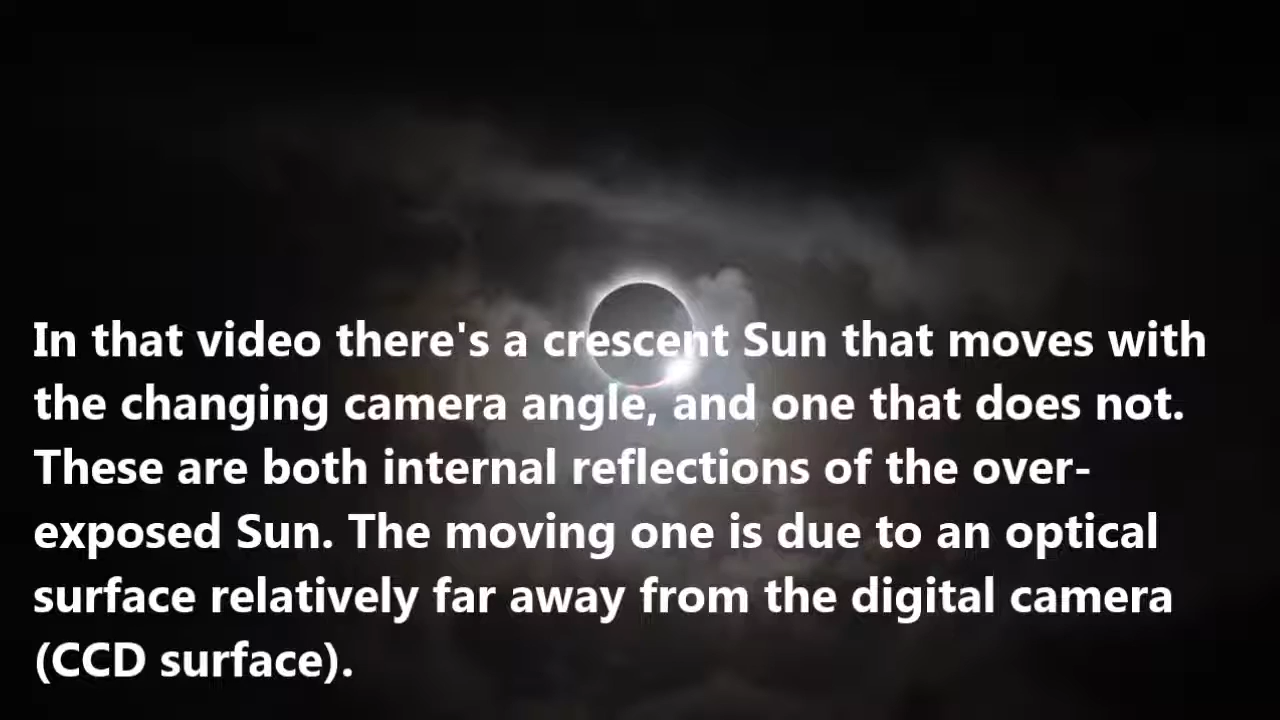 In that video there's a crescent Sun that moves with
the changing camera angle, and one that does not.
These are both internal reflections of the over-
exposed Sun. The moving one is due to an optical
surface relatively far away from the digital camera
(CCD surface).